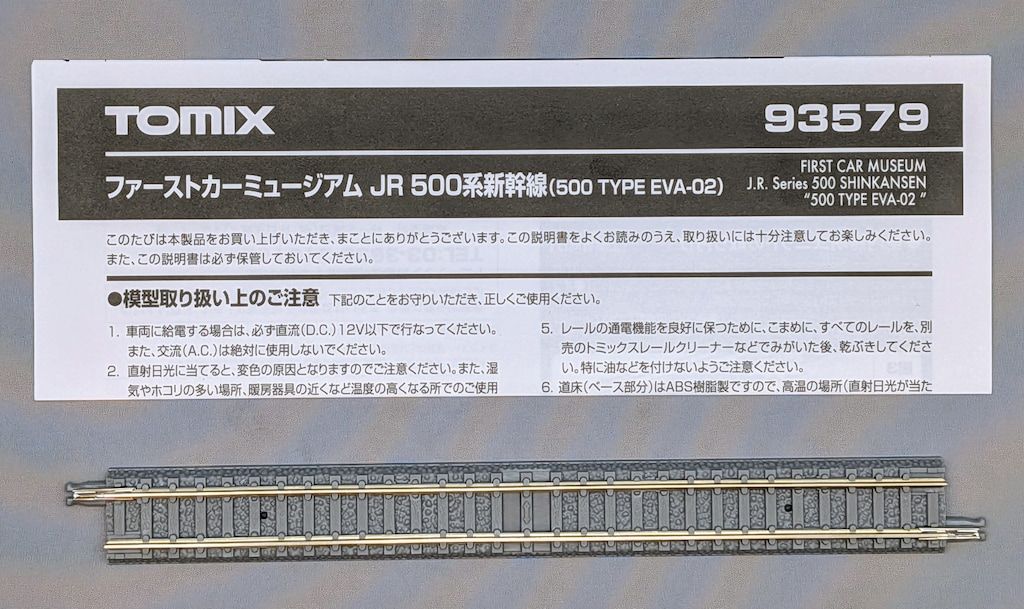 TOMIX
93579
ファーストカーミュージアム JR 500系新幹線(500 TYPE EVA-02)
FIRST CAR MUSEUM
J.R. Series 500 SHINKANSEN
“500 TYPE EVA-02 ”
このたびは本製品をお買い上げいただき、まことにありがとうございます。この説明書をよくお読みのうえ、取り扱いには十分注意してお楽しみください。
また、この説明書は必ず保管しておいてください。
●模型取り扱い上のご注意 下記のことをお守りいただき、正しくご使用ください。
1. 車両に給電する場合は、必ず直流(D.C.)12V以下で行なってください。
また、交流(A.C.)は絶対に使用しないでください。
2. 直射日光に当てると、変色の原因となりますのでご注意ください。また、湿
気やホコリの多い場所、暖房器具の近くなど温度の高くなる所でのご使用
5. レールの通電機能を良好に保つために、こまめに、すべてのレールを、別
売のトミックスレールクリーナーなどでみがいた後、乾ぶきしてくださ
い。特に油などを付けないようご注意ください。
6. 道床(ベース部分)はABS樹脂製ですので、高温の場所(直射日光が当た